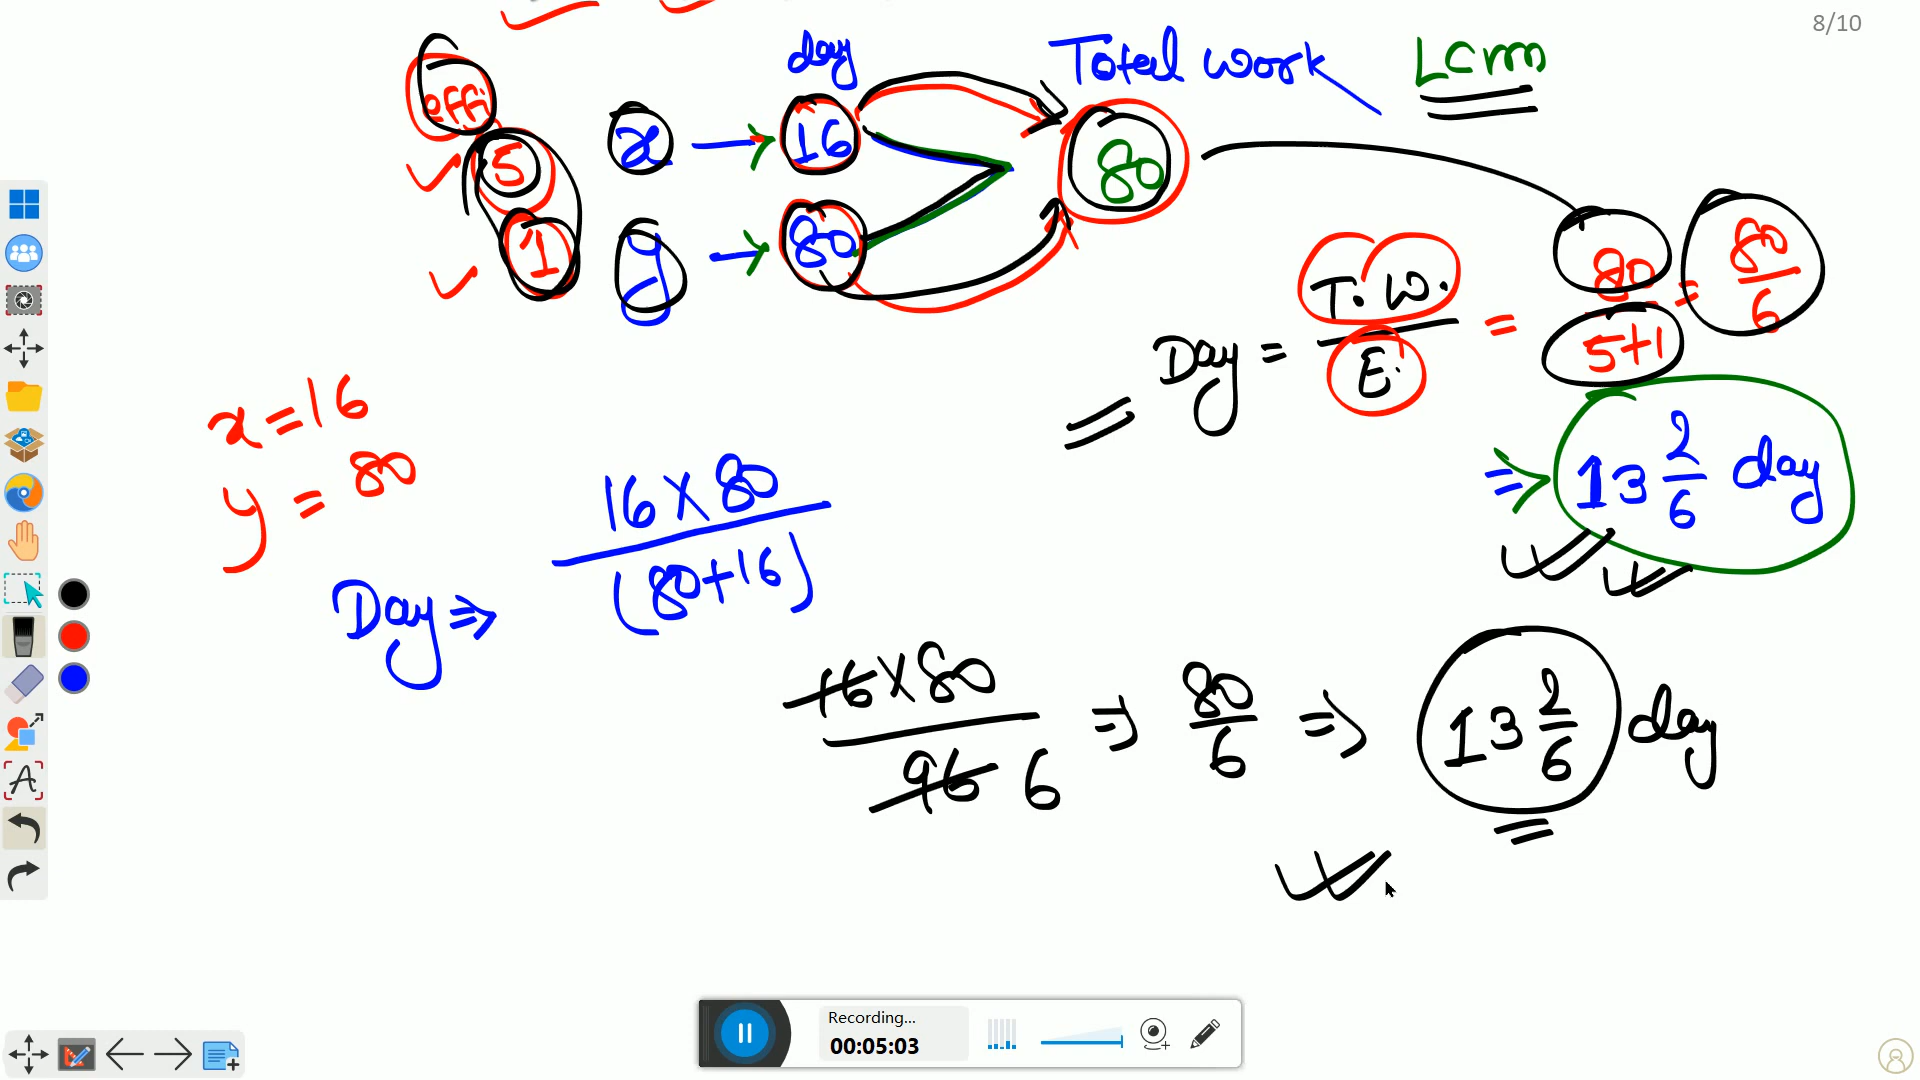 8/10
day Total work Lcm
effi
5 x → 16 80
1 y → 80
Day = T.W. / E. = 80 / 5+1 = 80 / 6
x = 16
y = 80
⇒ 13 2/6 day
Day ⇒ 16 X 80 / (80+16)
16 X 80 / 96 6 ⇒ 80 / 6 ⇒ 13 2/6 day
Recording...
00:05:03